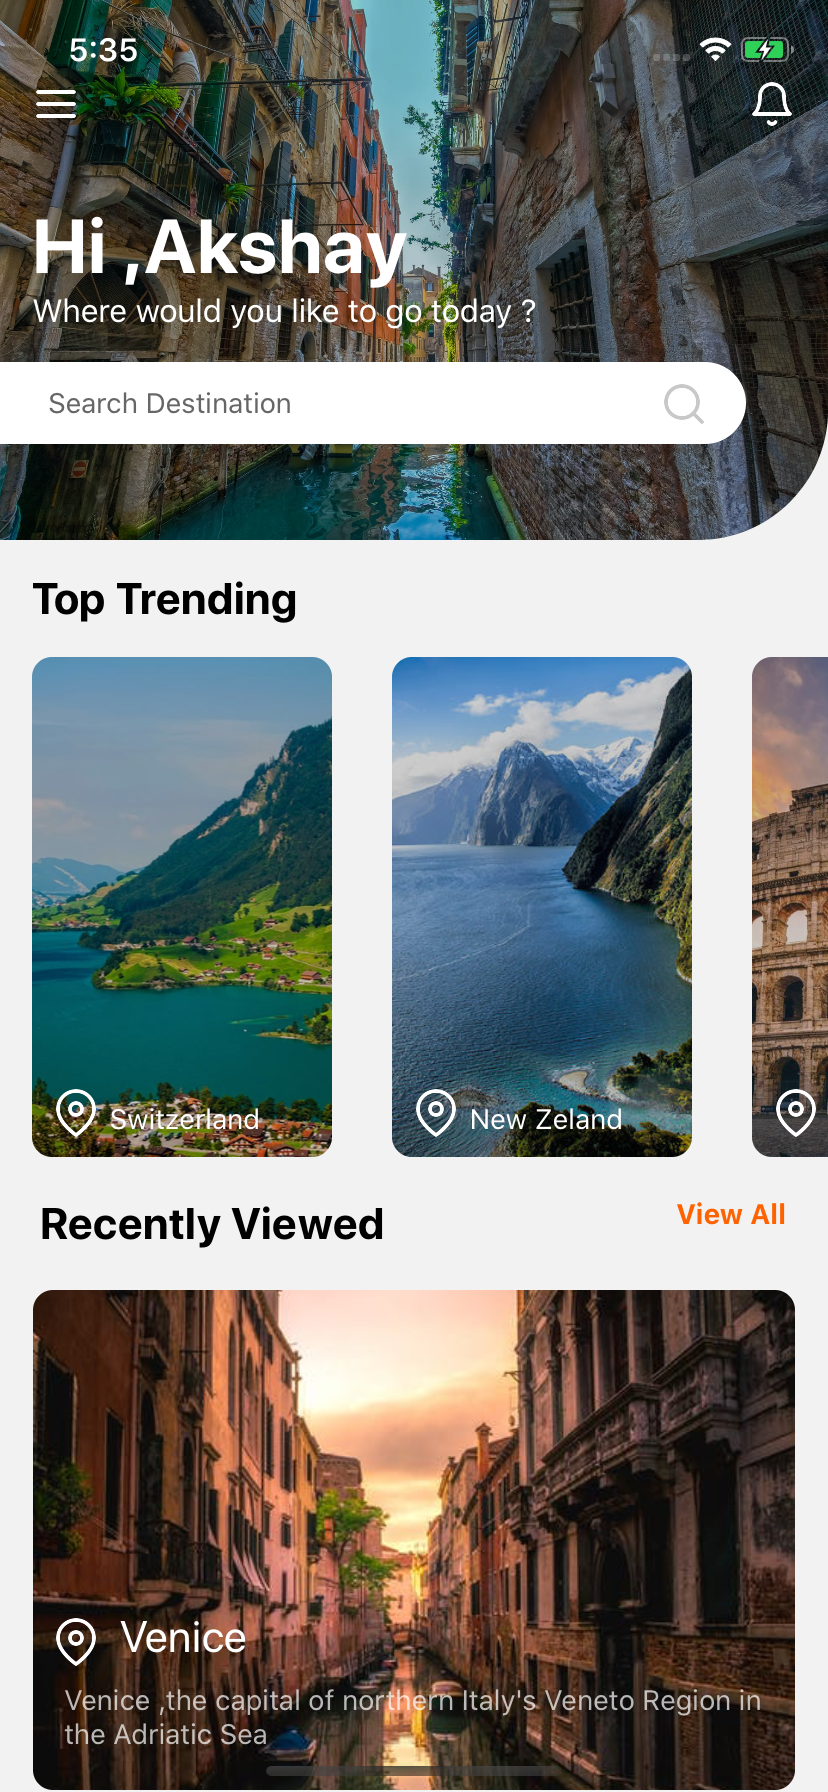 5:35
Hi ,Akshay
Where would you like to go today ?
Search Destination
Top Trending
Switzerland
New Zeland
Recently Viewed
View All
Venice
Venice ,the capital of northern Italy's Veneto Region in
the Adriatic Sea